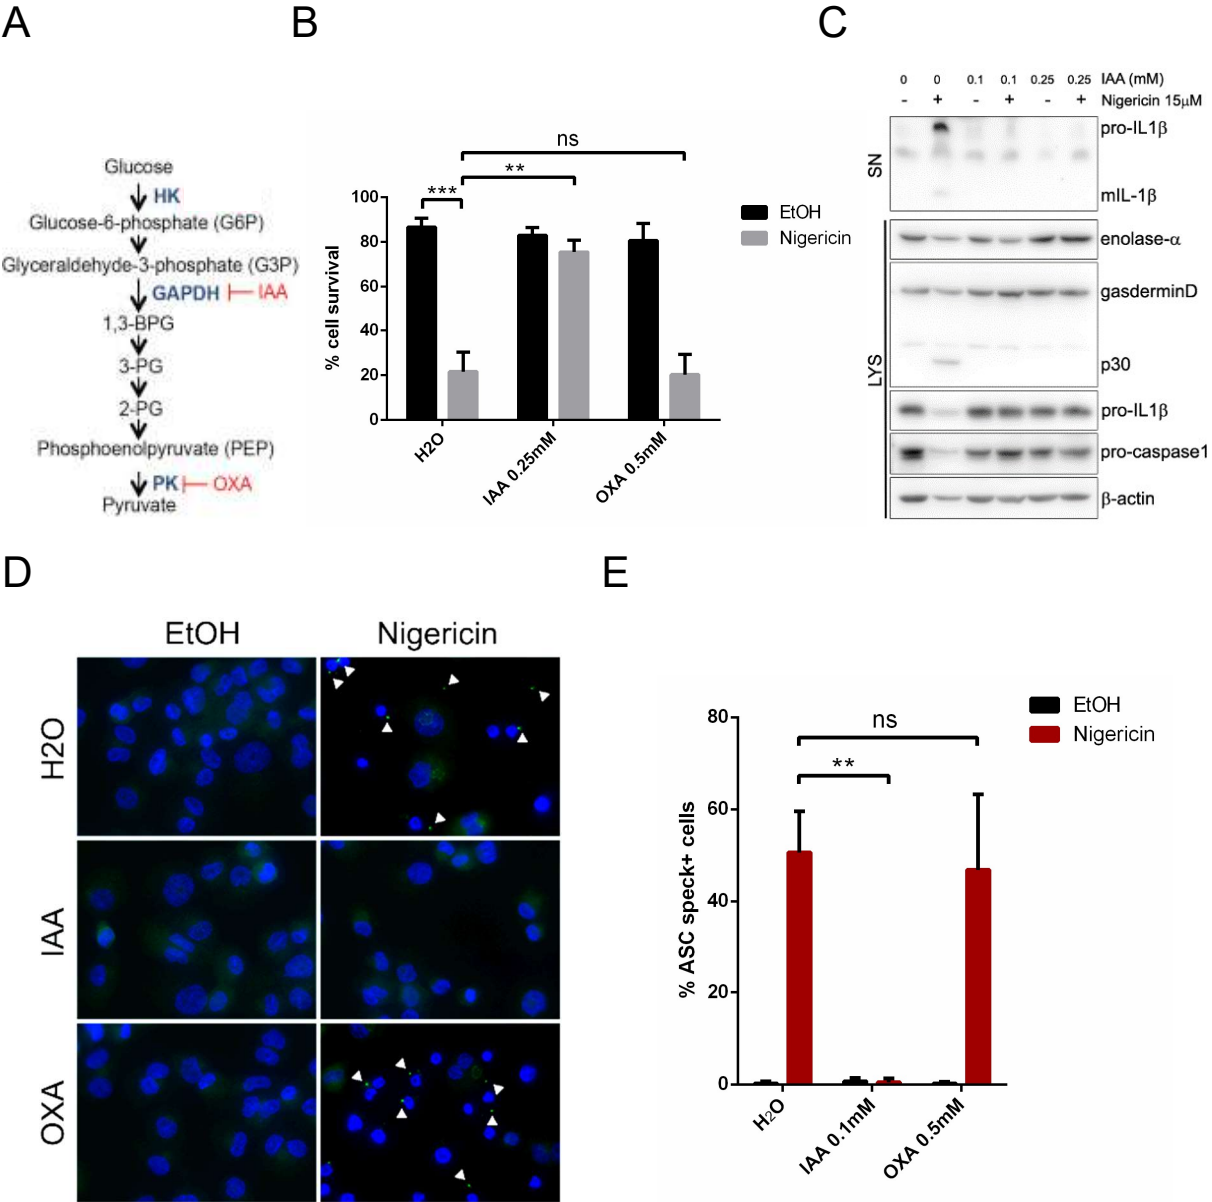 A
Glucose
HK
Glucose-6-phosphate (G6P)
Glyceraldehyde-3-phosphate (G3P)
GAPDH IAA
1,3-BPG
3-PG
2-PG
Phosphoenolpyruvate (PEP)
PK OXA
Pyruvate
B
ns
**
***
EtOH
Nigericin
% cell survival
100
80
60
40
20
0
H2O
IAA 0.25mM
OXA 0.5mM
C
0 0 0.1 0.1 0.25 0.25 IAA (mM)
- + - + - + Nigericin 15µM
SN
pro-IL1β
mIL-1β
LYS
enolase-α
gasderminD
p30
pro-IL1β
pro-caspase1
β-actin
D
EtOH Nigericin
H2O
IAA
OXA
E
EtOH
Nigericin
ns
**
% ASC speck+ cells
80
60
40
20
0
H2O
IAA 0.1mM
OXA 0.5mM